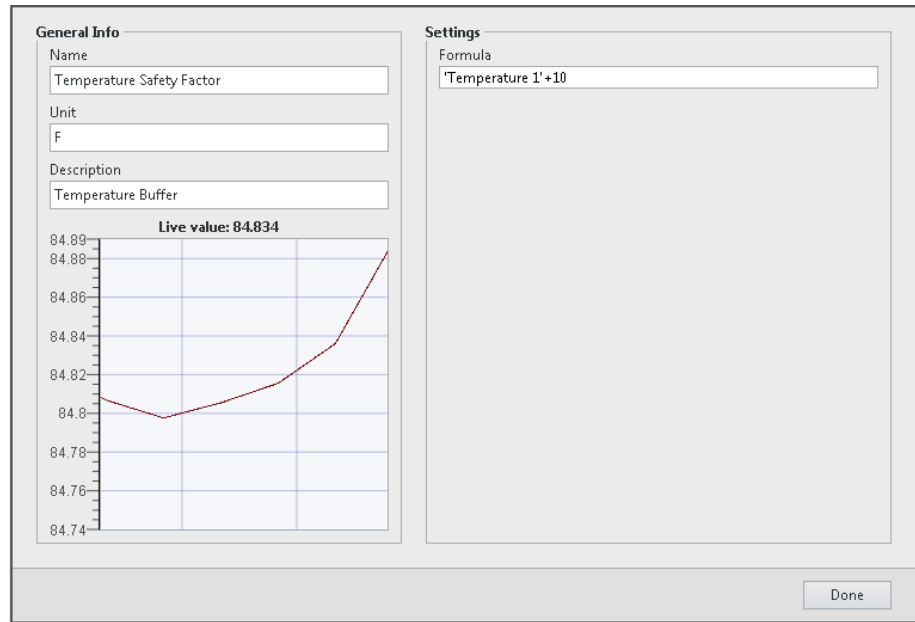 General Info
Name
Temperature Safety Factor
Unit
F
Description
Temperature Buffer
Live value: 84.834
84.89
84.88
84.86
84.84
84.82
84.8
84.78
84.76
84.74
Settings
Formula
'Temperature 1'+10
Done